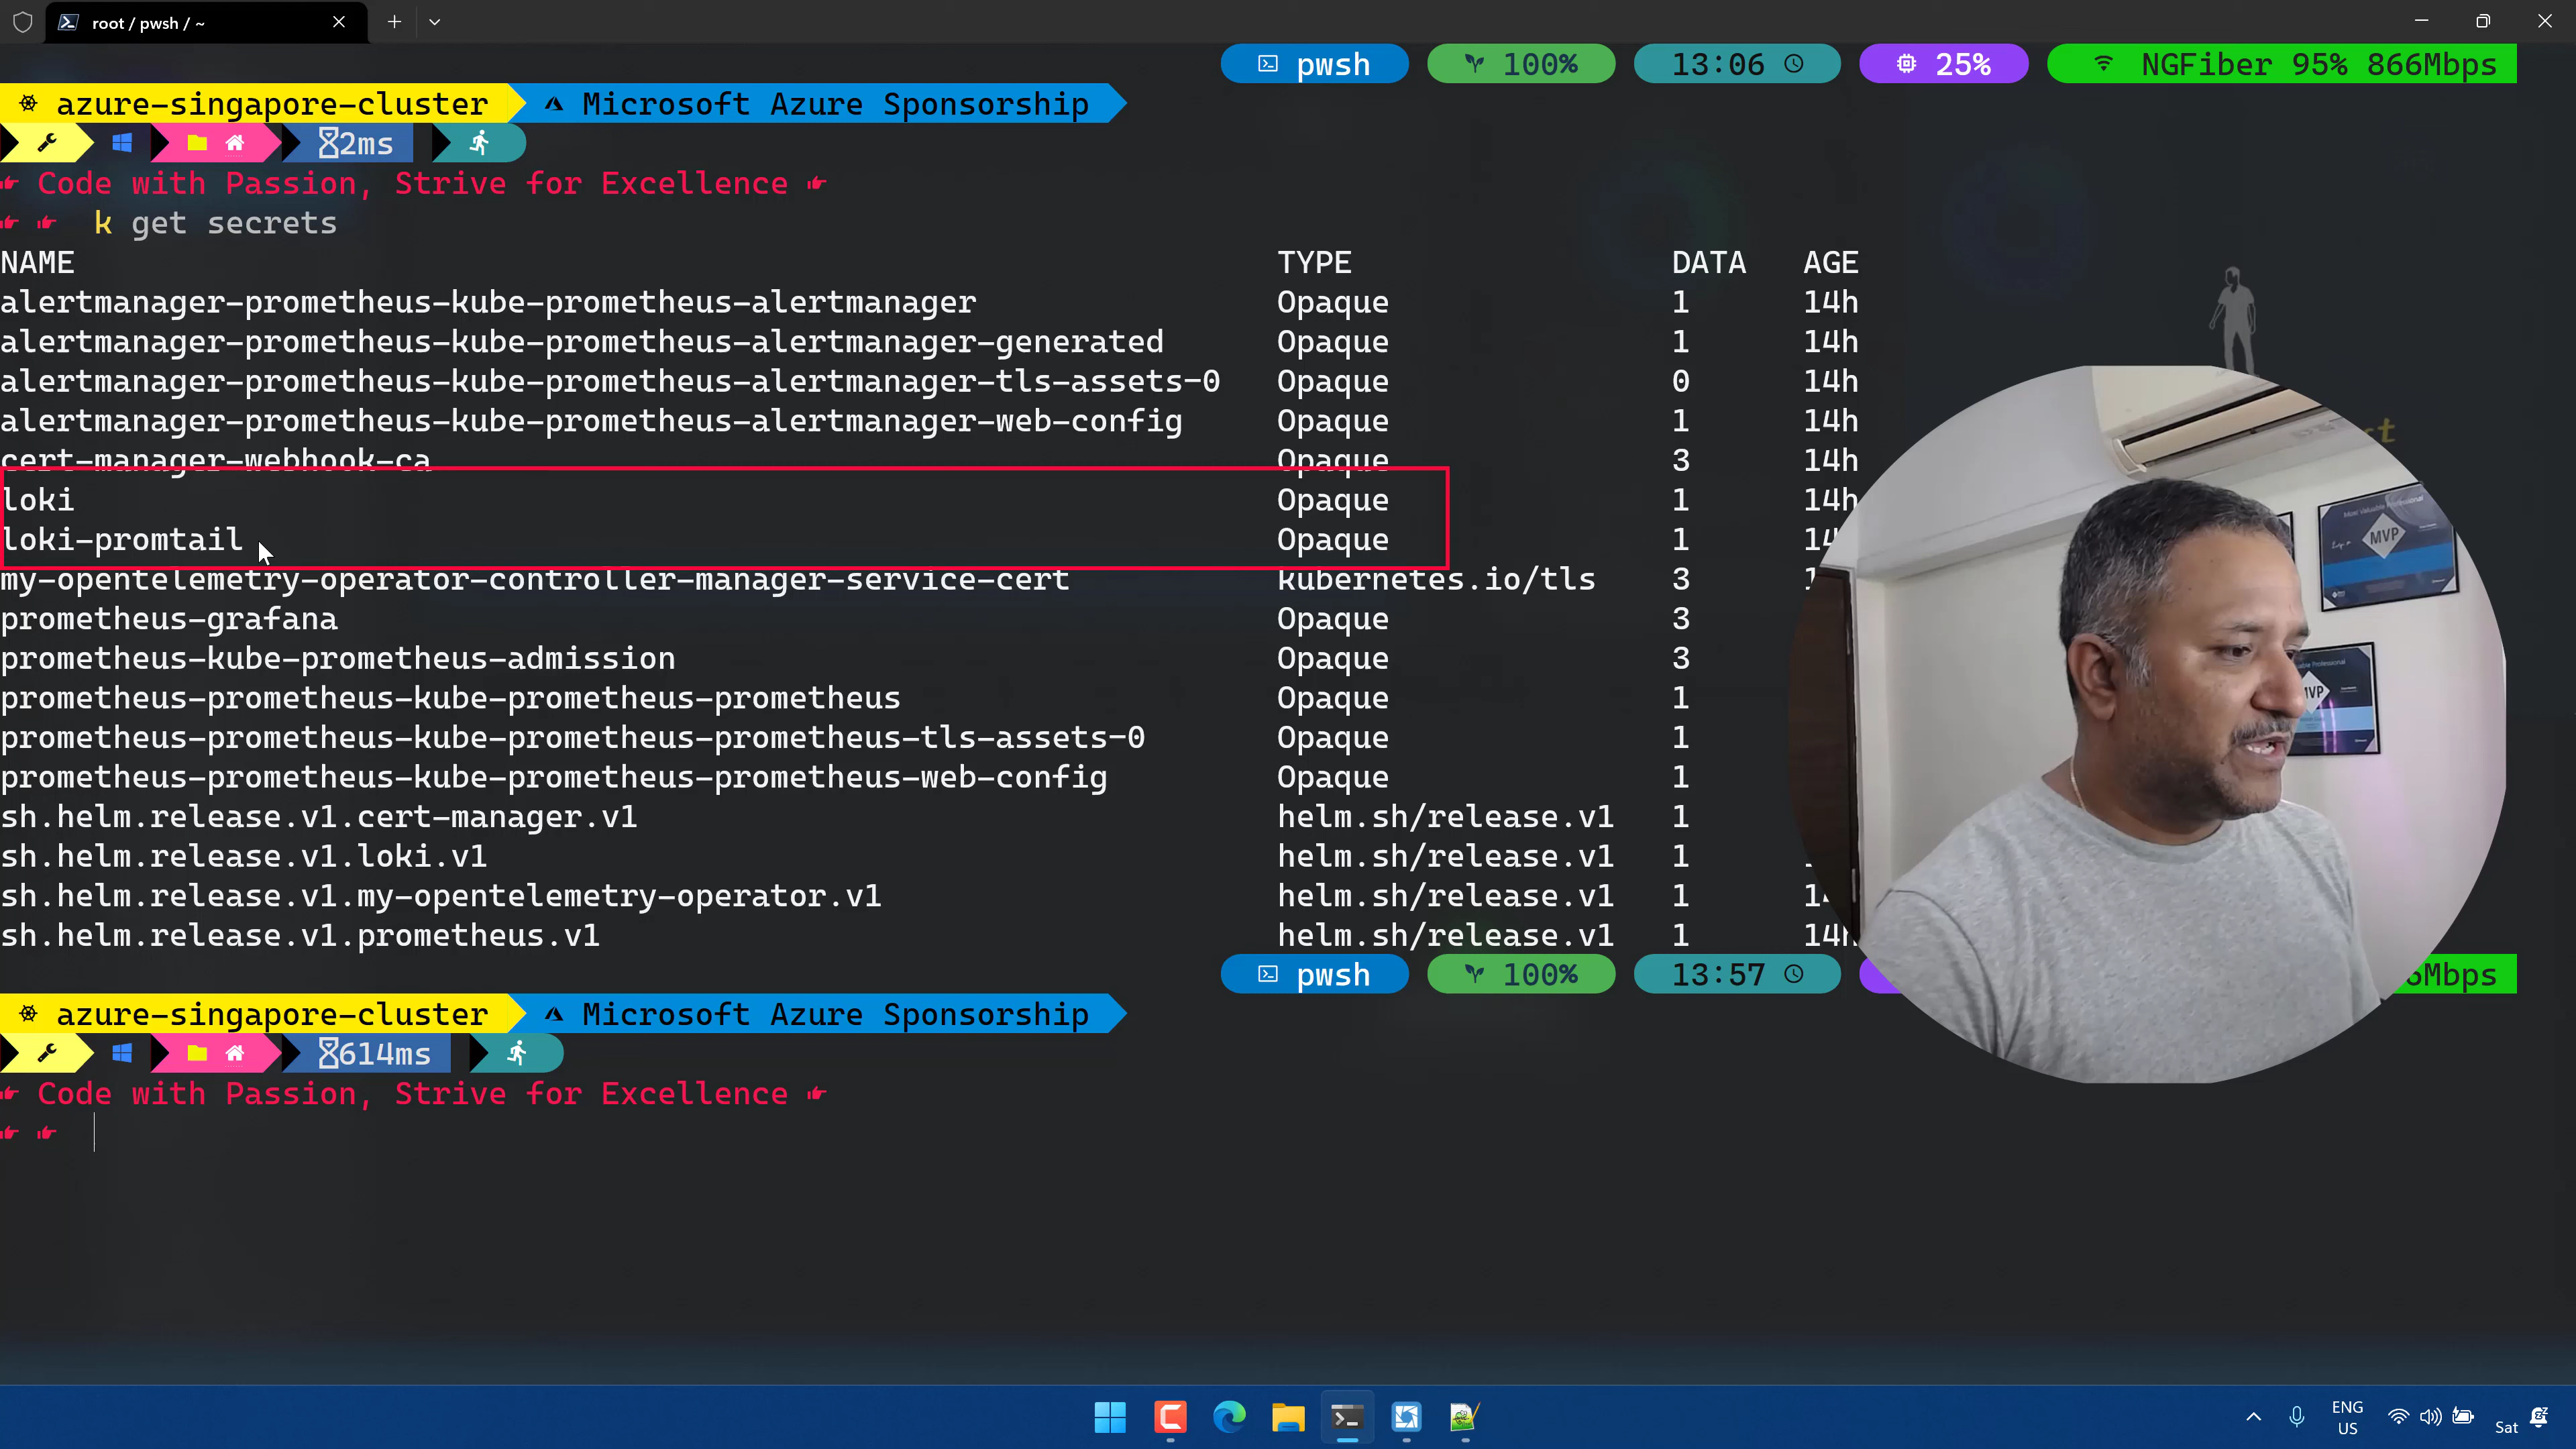 root / pwsh / ~
pwsh 100% 13:06 25% NGFiber 95% 866Mbps
azure-singapore-cluster Microsoft Azure Sponsorship
2ms
Code with Passion, Strive for Excellence
k get secrets
NAME TYPE DATA AGE
alertmanager-prometheus-kube-prometheus-alertmanager Opaque 1 14h
alertmanager-prometheus-kube-prometheus-alertmanager-generated Opaque 1 14h
alertmanager-prometheus-kube-prometheus-alertmanager-tls-assets-0 Opaque 0 14h
alertmanager-prometheus-kube-prometheus-alertmanager-web-config Opaque 1 14h
cert-manager-webhook-ca Opaque 3 14h
loki Opaque 1 14h
loki-promtail Opaque 1
my-opentelemetry-operator-controller-manager-service-cert kubernetes.io/tls 3
prometheus-grafana Opaque 3
prometheus-kube-prometheus-admission Opaque 3
prometheus-prometheus-kube-prometheus-prometheus Opaque 1
prometheus-prometheus-kube-prometheus-prometheus-tls-assets-0 Opaque 1
prometheus-prometheus-kube-prometheus-prometheus-web-config Opaque 1
sh.helm.release.v1.cert-manager.v1 helm.sh/release.v1 1
sh.helm.release.v1.loki.v1 helm.sh/release.v1 1
sh.helm.release.v1.my-opentelemetry-operator.v1 helm.sh/release.v1 1
sh.helm.release.v1.prometheus.v1 helm.sh/release.v1 1 14h
pwsh 100% 13:57 6Mbps
azure-singapore-cluster Microsoft Azure Sponsorship
614ms
Code with Passion, Strive for Excellence
MVP
MVP
ENG
US
Sat